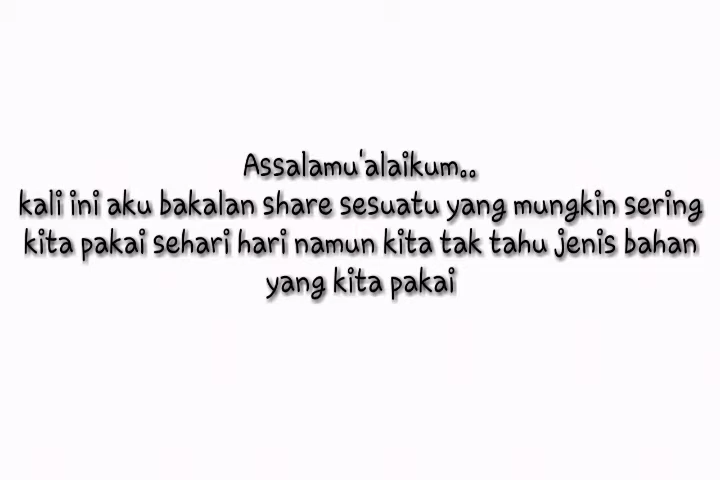 Assalamu'alaikum..
kali ini aku bakalan share sesuatu yang mungkin sering
kita pakai sehari hari namun kita tak tahu jenis bahan
yang kita pakai